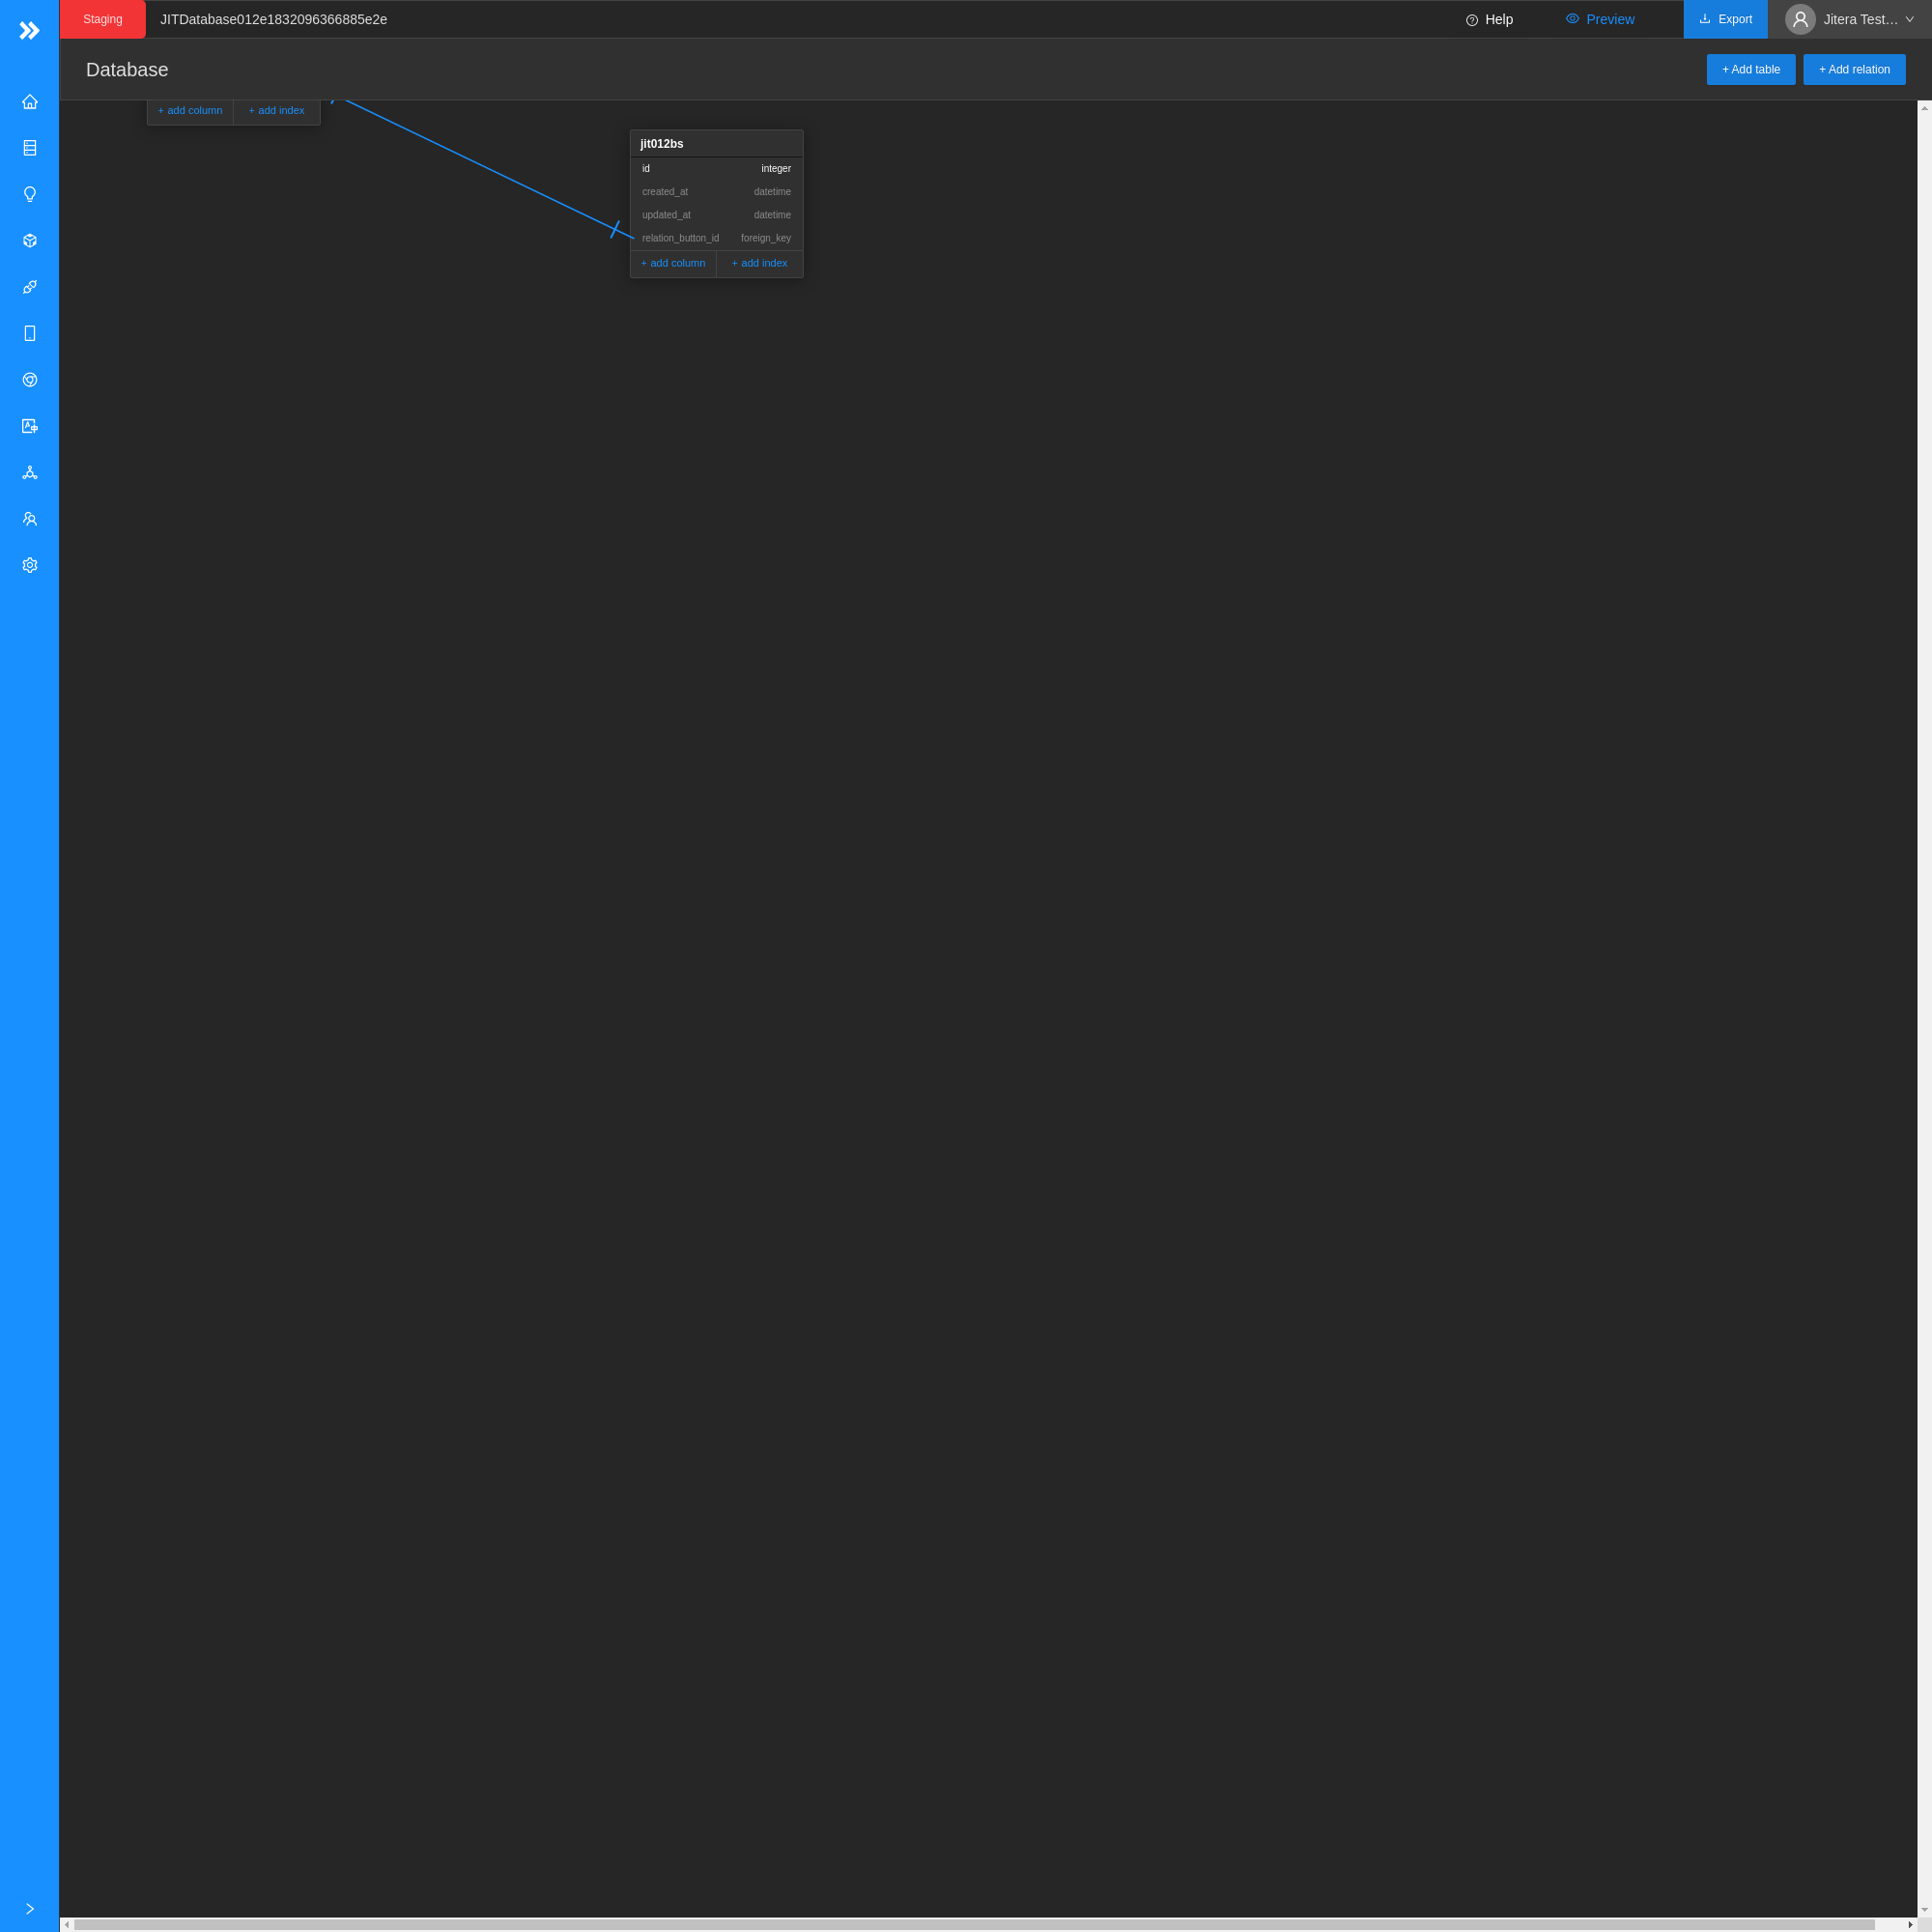 Staging
JITDatabase012e1832096366885e2e
Help
Preview
Export
Jitera Test…
Database
+ Add table
+ Add relation
+ add column
+ add index
jit012bs
id integer
created_at datetime
updated_at datetime
relation_button_id foreign_key
+ add column
+ add index